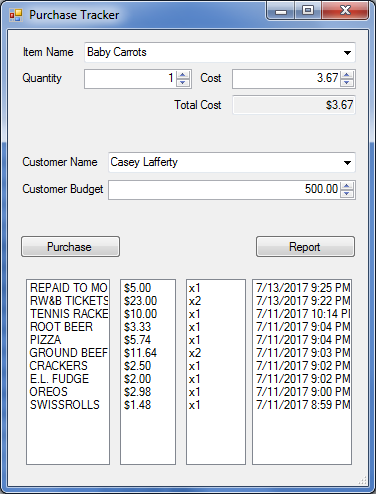 Purchase Tracker
Item Name Baby Carrots
Quantity 1 Cost 3.67
Total Cost $3.67
Customer Name Casey Lafferty
Customer Budget 500.00
Purchase Report
REPAID TO MO $5.00 x1 7/13/2017 9:25 PM
RW&B TICKETS $23.00 x2 7/13/2017 9:22 PM
TENNIS RACKE $10.00 x1 7/11/2017 10:14 P
ROOT BEER $3.33 x1 7/11/2017 9:04 PM
PIZZA $5.74 x1 7/11/2017 9:04 PM
GROUND BEEF $11.64 x2 7/11/2017 9:03 PM
CRACKERS $2.50 x1 7/11/2017 9:02 PM
E.L. FUDGE $2.00 x1 7/11/2017 9:02 PM
OREOS $2.98 x1 7/11/2017 9:00 PM
SWISSROLLS $1.48 x1 7/11/2017 8:59 PM